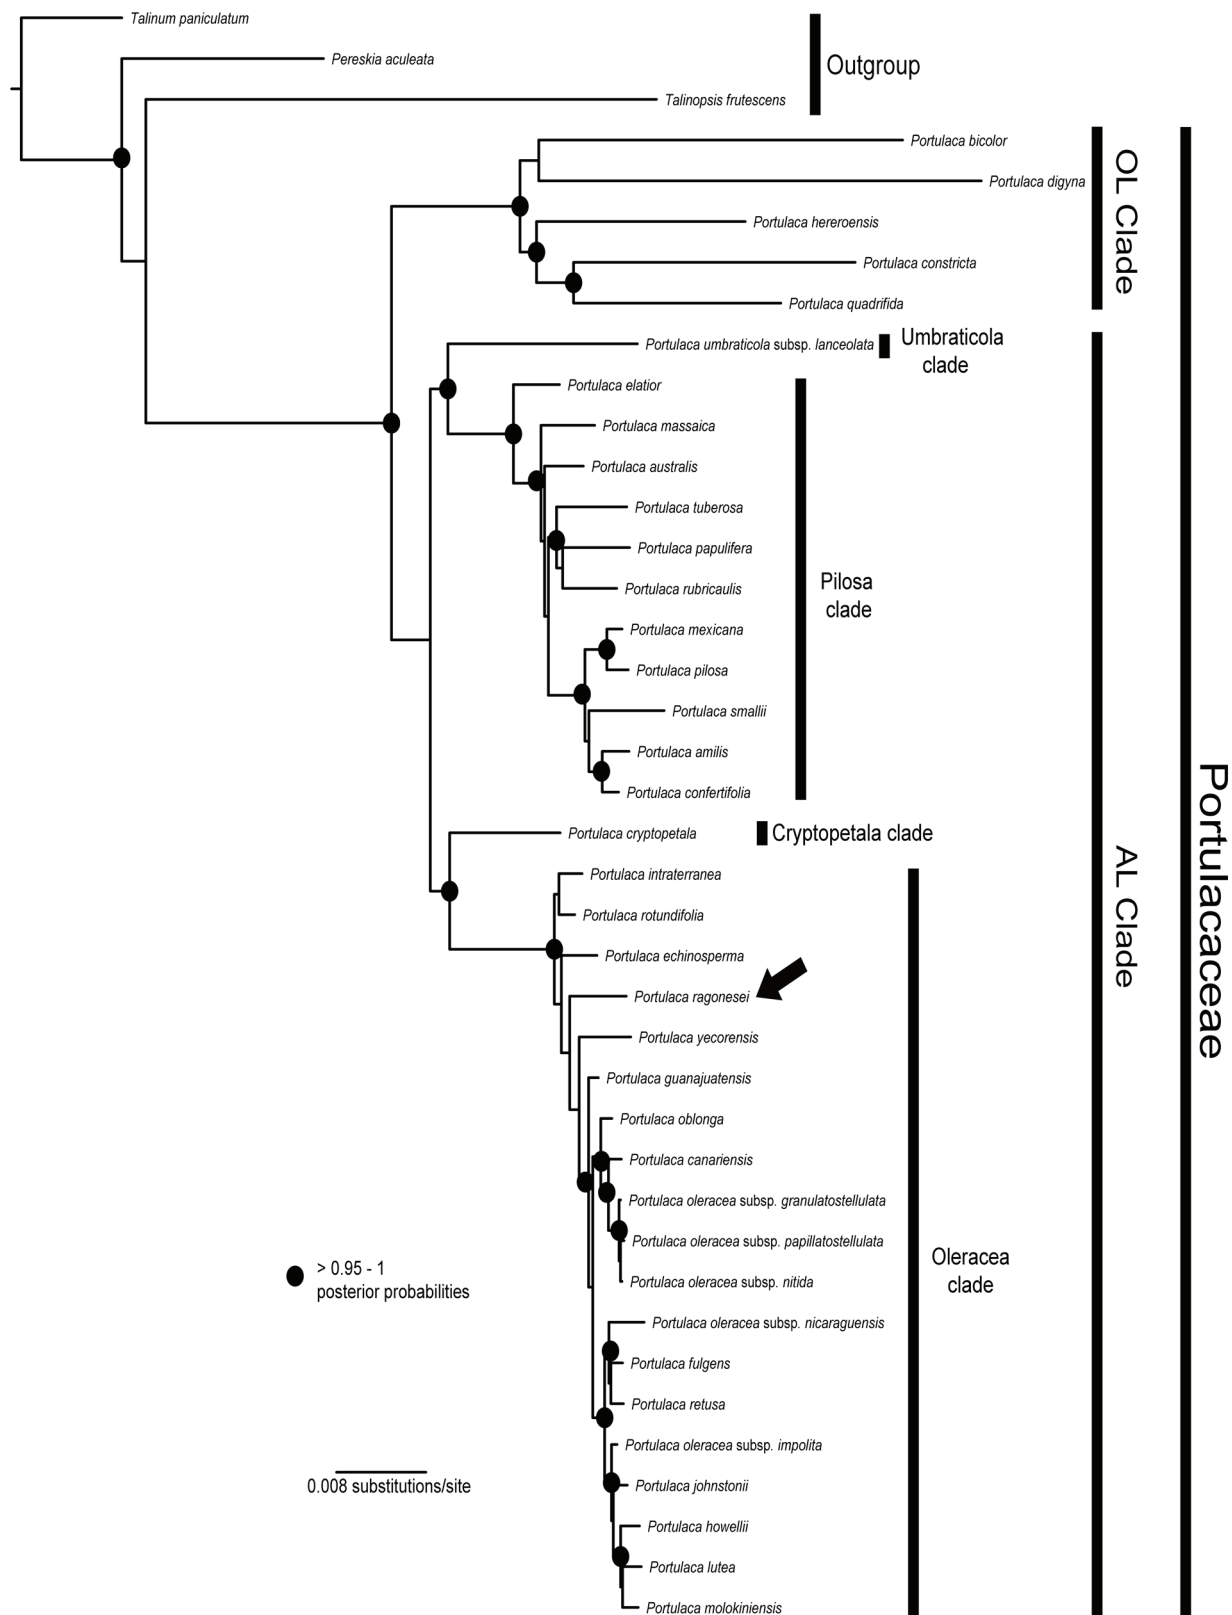 Talinum paniculatum
Pereskia aculeata
Outgroup
Talinopsis frutescens
Portulaca bicolor
Portulaca digyna
Portulaca hereroensis
OL Clade
Portulaca constricta
Portulaca quadrifida
Portulaca umbraticola subsp. lanceolata
Umbraticola
clade
Portulaca elatior
Portulaca massaica
Portulaca australis
Portulaca tuberosa
Portulaca papulifera
Portulaca rubricaulis
Pilosa
clade
Portulaca mexicana
Portulaca pilosa
Portulaca smallii
Portulaca amilis
Portulaca confertifolia
Portulaca cryptopetala
Cryptopetala clade
Portulaca intraterranea
Portulaca rotundifolia
AL Clade
Portulacaceae
Portulaca echinosperma
Portulaca ragonesei
Portulaca yecorensis
Portulaca guanajuatensis
Portulaca oblonga
Portulaca canariensis
Portulaca oleracea subsp. granulatostellulata
Portulaca oleracea subsp. papillatostellulata
Portulaca oleracea subsp. nitida
Oleracea
clade
> 0.95 - 1
posterior probabilities
Portulaca oleracea subsp. nicaraguensis
Portulaca fulgens
Portulaca retusa
Portulaca oleracea subsp. impolita
Portulaca johnstonii
0.008 substitutions/site
Portulaca howellii
Portulaca lutea
Portulaca molokiniensis